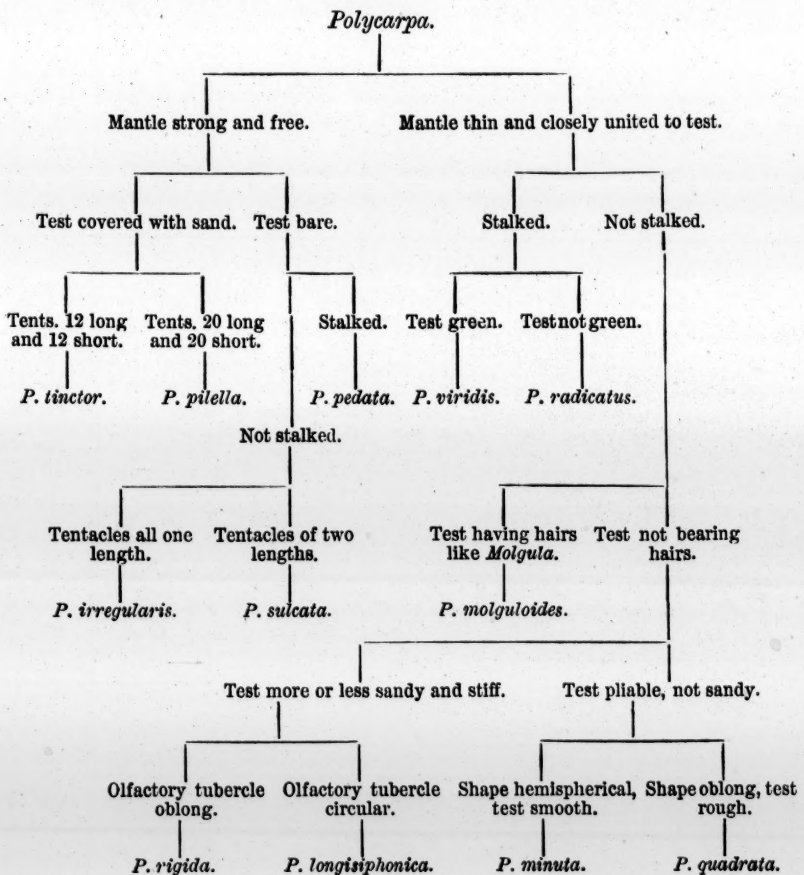 Polycarpa.
Mantle strong and free. Mantle thin and closely united to test.
Test covered with sand. Test bare. Stalked. Not stalked.
Tents. 12 long Tents. 20 long Stalked. Test green. Test not green.
and 12 short. and 20 short.
P. tinctor. P. pilella. P. pedata. P. viridis. P. radicatus.
Not stalked.
Tentacles all one Tentacles of two Test having hairs Test not bearing
length. lengths. like Molgula. hairs.
P. irregularis. P. sulcata. P. molguloides.
Test more or less sandy and stiff. Test pliable, not sandy.
Olfactory tubercle Olfactory tubercle Shape hemispherical, Shape oblong, test
oblong. circular. test smooth. rough.
P. rigida. P. longisiphonica. P. minuta. P. quadrata.